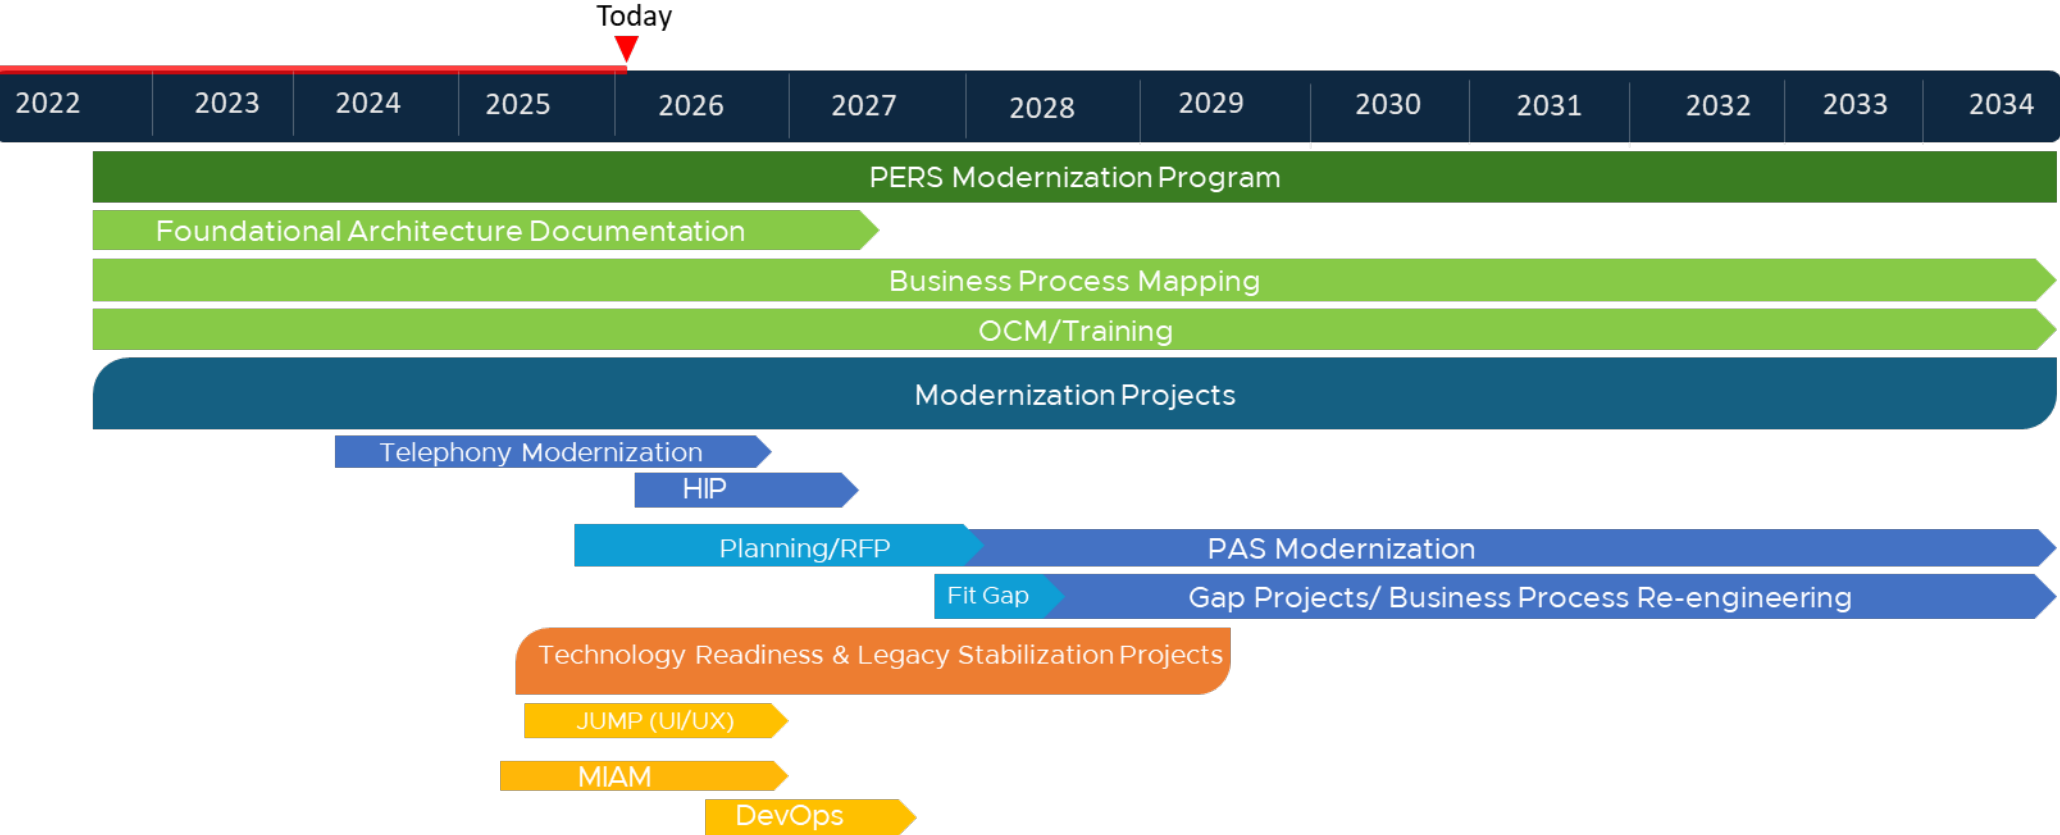 Today
2022 2023 2024 2025 2026 2027 2028 2029 2030 2031 2032 2033 2034
PERS Modernization Program
Foundational Architecture Documentation
Business Process Mapping
OCM/Training
Modernization Projects
Telephony Modernization
HIP
Planning/RFP PAS Modernization
Fit Gap Gap Projects/ Business Process Re-engineering
Technology Readiness & Legacy Stabilization Projects
JUMP (UI/UX)
MIAM
DevOps